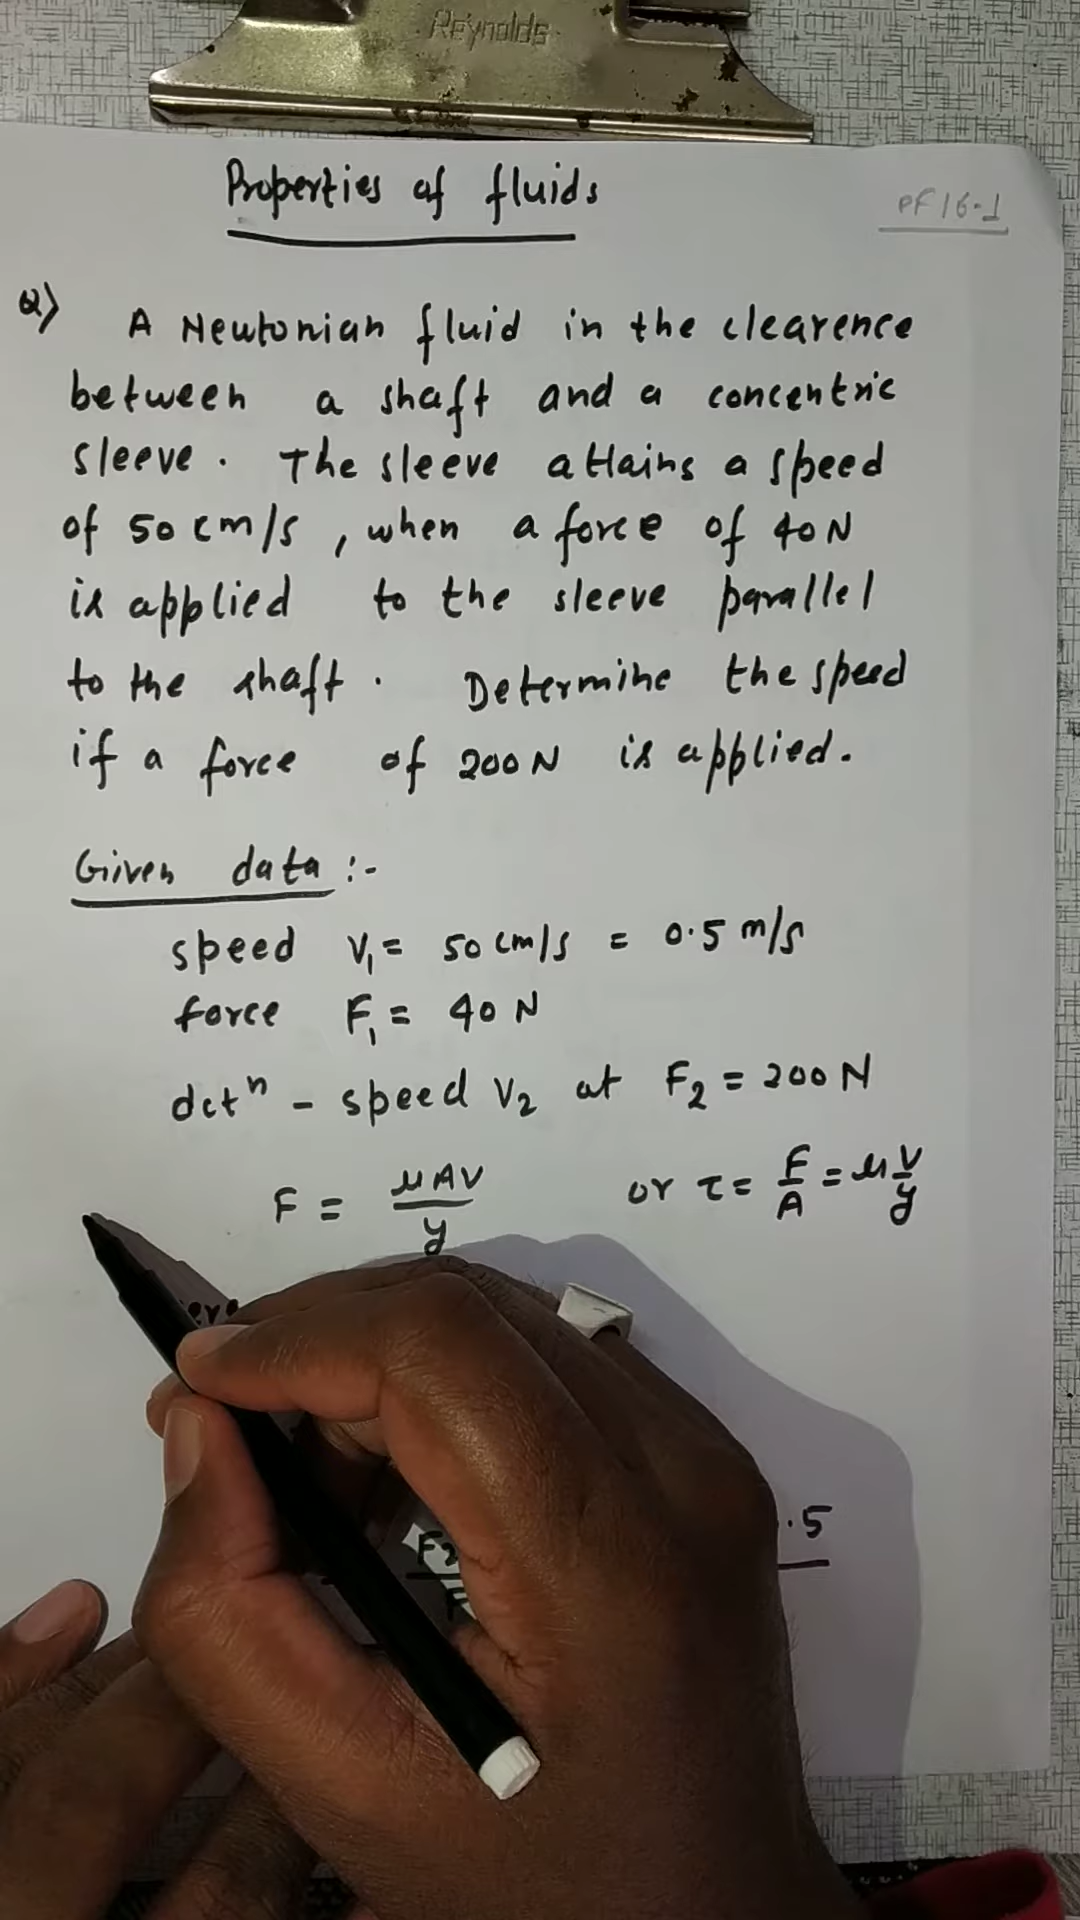 Reynolds
Properties of fluids
PF 16-1
Q) A Newtonian fluid in the clearence
between a shaft and a concentric
sleeve. The sleeve attains a speed
of 50 cm/s, when a force of 40 N
is applied to the sleeve parallel
to the shaft. Determine the speed
if a force of 200 N is applied.
Given data :-
speed V₁ = 50 cm/s = 0.5 m/s
force F₁ = 40 N
detⁿ - speed V₂ at F₂ = 200 N
F = μAV/y or τ = F/A = μ V/y
.5